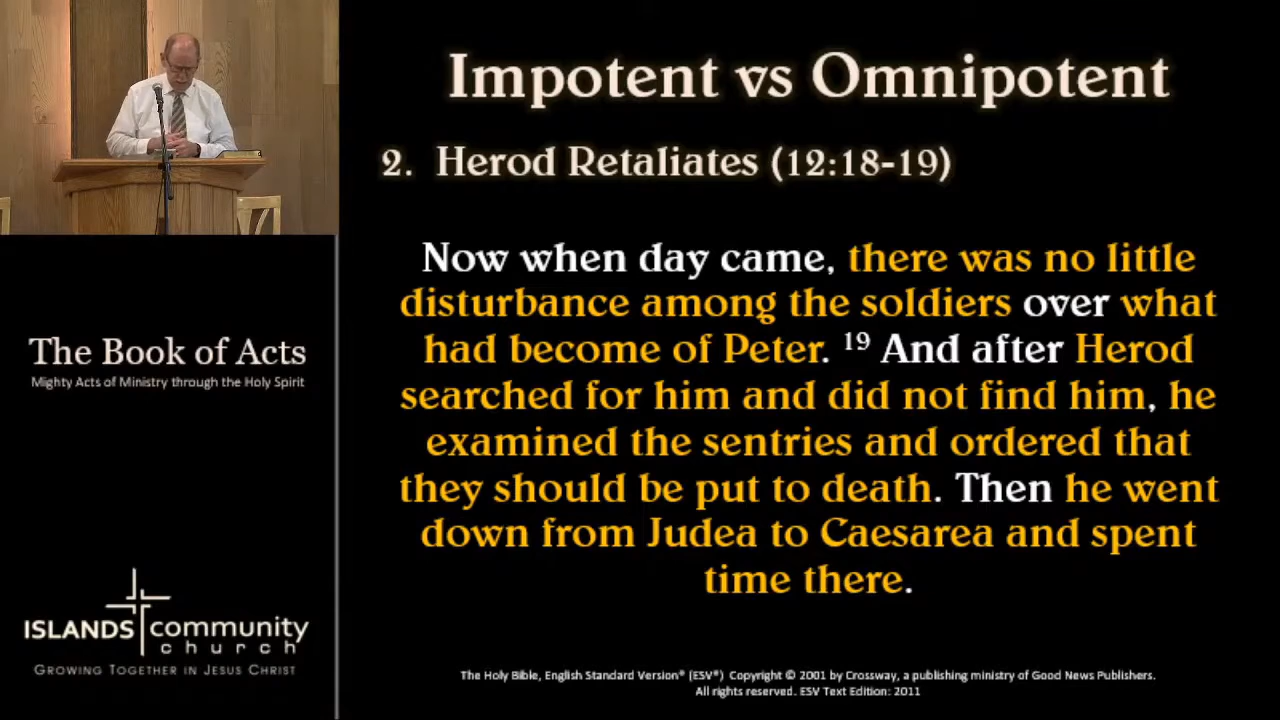 Impotent vs Omnipotent
2. Herod Retaliates (12:18-19)
Now when day came, there was no little
disturbance among the soldiers over what
had become of Peter. 19 And after Herod
searched for him and did not find him, he
examined the sentries and ordered that
they should be put to death. Then he went
down from Judea to Caesarea and spent
time there.
The Holy Bible, English Standard Version® (ESV®) Copyright © 2001 by Crossway, a publishing ministry of Good News Publishers.
All rights reserved. ESV Text Edition: 2011
The Book of Acts
Mighty Acts of Ministry through the Holy Spirit
ISLANDS community
church
GROWING TOGETHER IN JESUS CHRIST